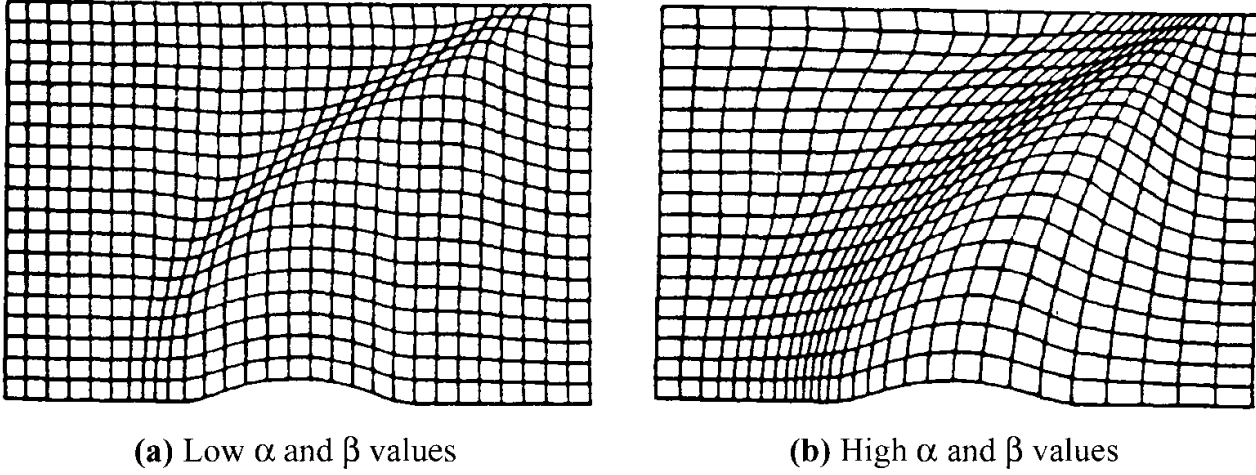 (a) Low α and β values
(b) High α and β values